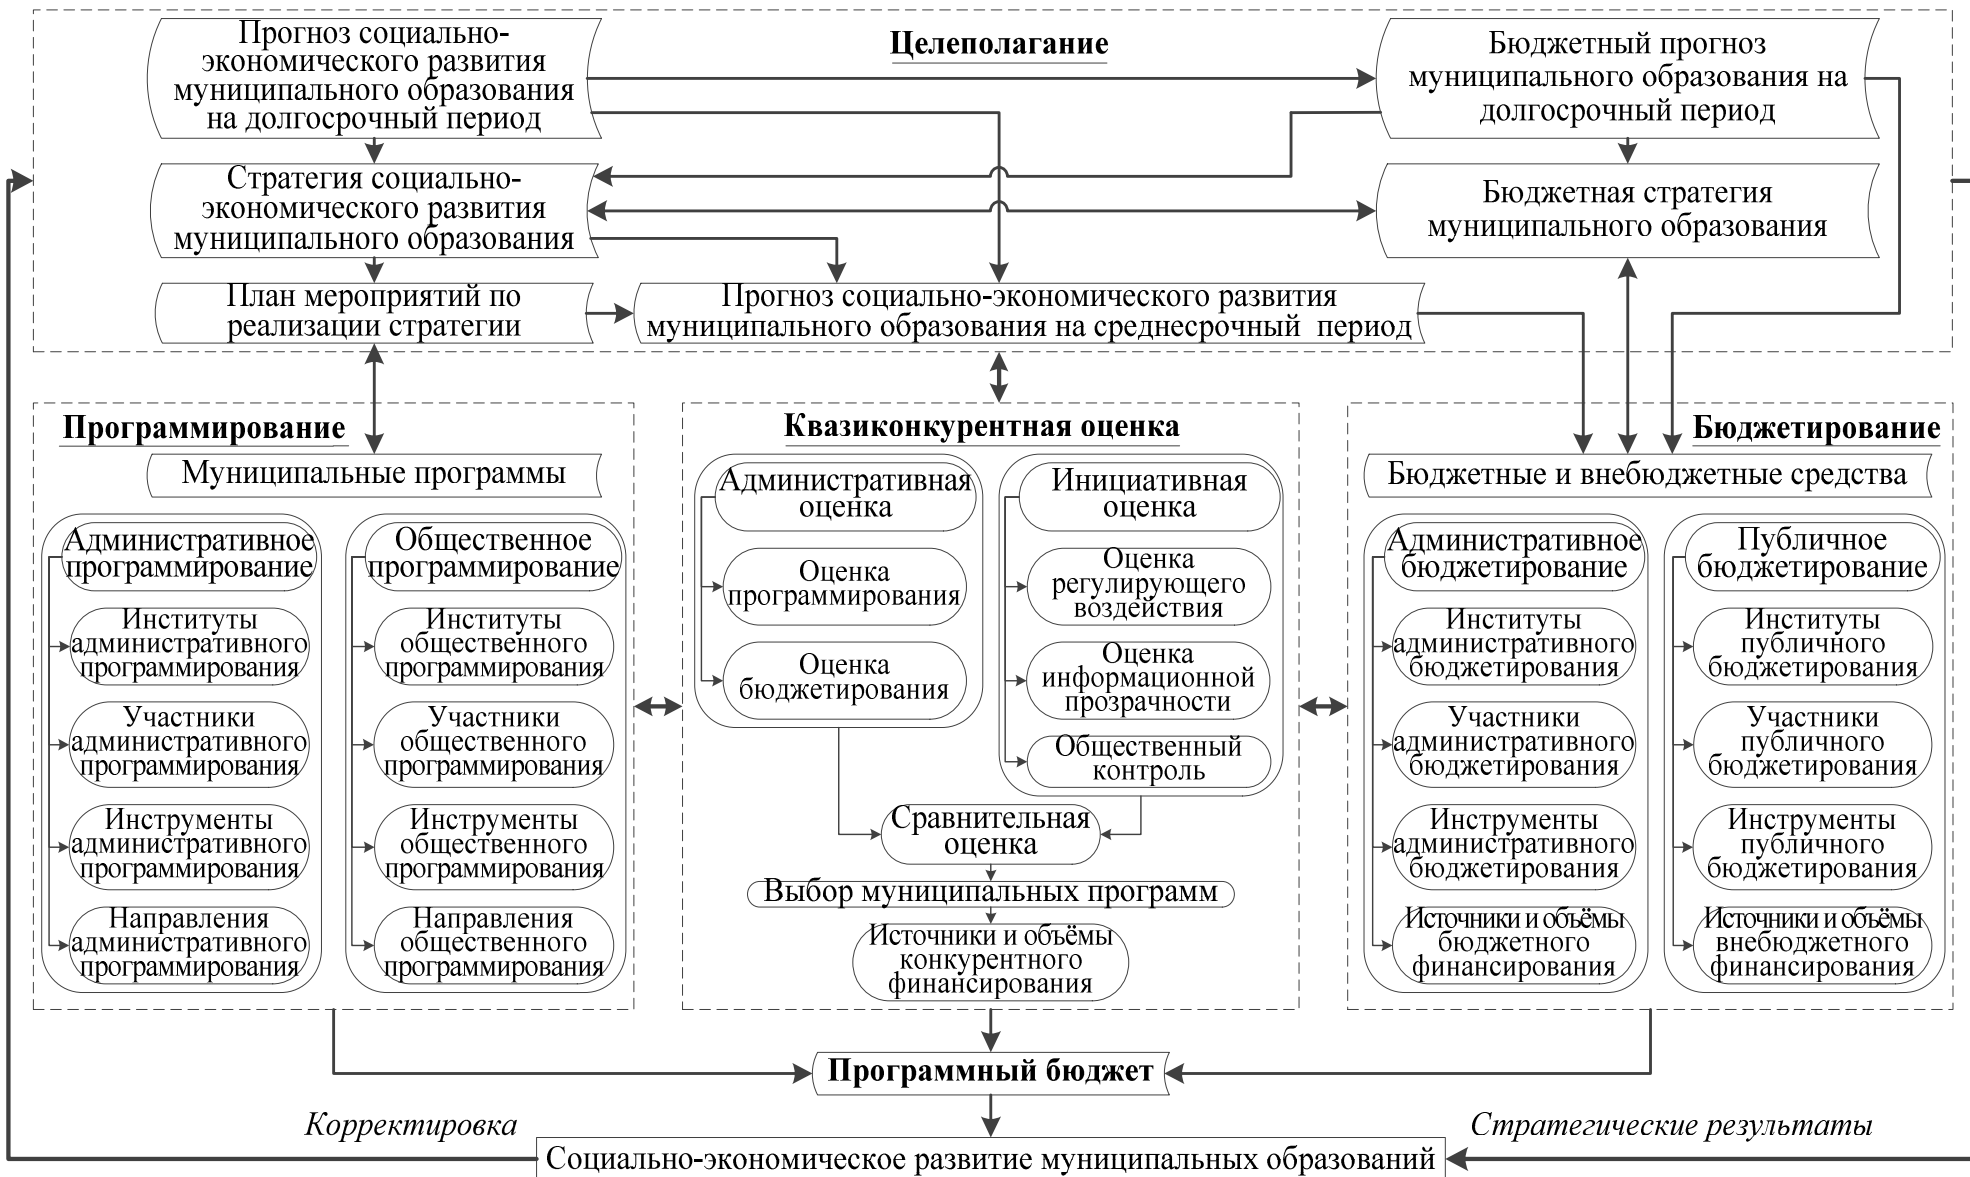 Целеполагание
Прогноз социально-
экономического развития
муниципального образования
на долгосрочный период
Бюджетный прогноз
муниципального образования на
долгосрочный период
Стратегия социально-
экономического развития
муниципального образования
Бюджетная стратегия
муниципального образования
План мероприятий по
реализации стратегии
Прогноз социально-экономического развития
муниципального образования на среднесрочный период
Программирование
Муниципальные программы
Административное
программирование
Институты
административного
программирования
Участники
административного
программирования
Инструменты
административного
программирования
Направления
административного
программирования
Общественное
программирование
Институты
общественного
программирования
Участники
общественного
программирования
Инструменты
общественного
программирования
Направления
общественного
программирования
Квазиконкурентная оценка
Административная
оценка
Оценка
программирования
Оценка
бюджетирования
Инициативная
оценка
Оценка
регулирующего
воздействия
Оценка
информационной
прозрачности
Общественный
контроль
Сравнительная
оценка
Выбор муниципальных программ
Источники и объёмы
конкурентного
финансирования
Бюджетирование
Бюджетные и внебюджетные средства
Административное
бюджетирование
Институты
административного
бюджетирования
Участники
административного
бюджетирования
Инструменты
административного
бюджетирования
Источники и объёмы
бюджетного
финансирования
Публичное
бюджетирование
Институты
публичного
бюджетирования
Участники
публичного
бюджетирования
Инструменты
публичного
бюджетирования
Источники и объёмы
внебюджетного
финансирования
Программный бюджет
Корректировка
Стратегические результаты
Социально-экономическое развитие муниципальных образований